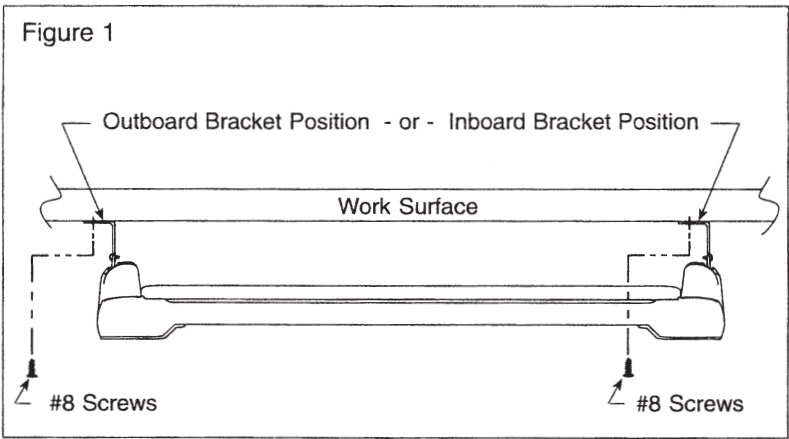 Figure 1
Outboard Bracket Position - or - Inboard Bracket Position
Work Surface
#8 Screws
#8 Screws